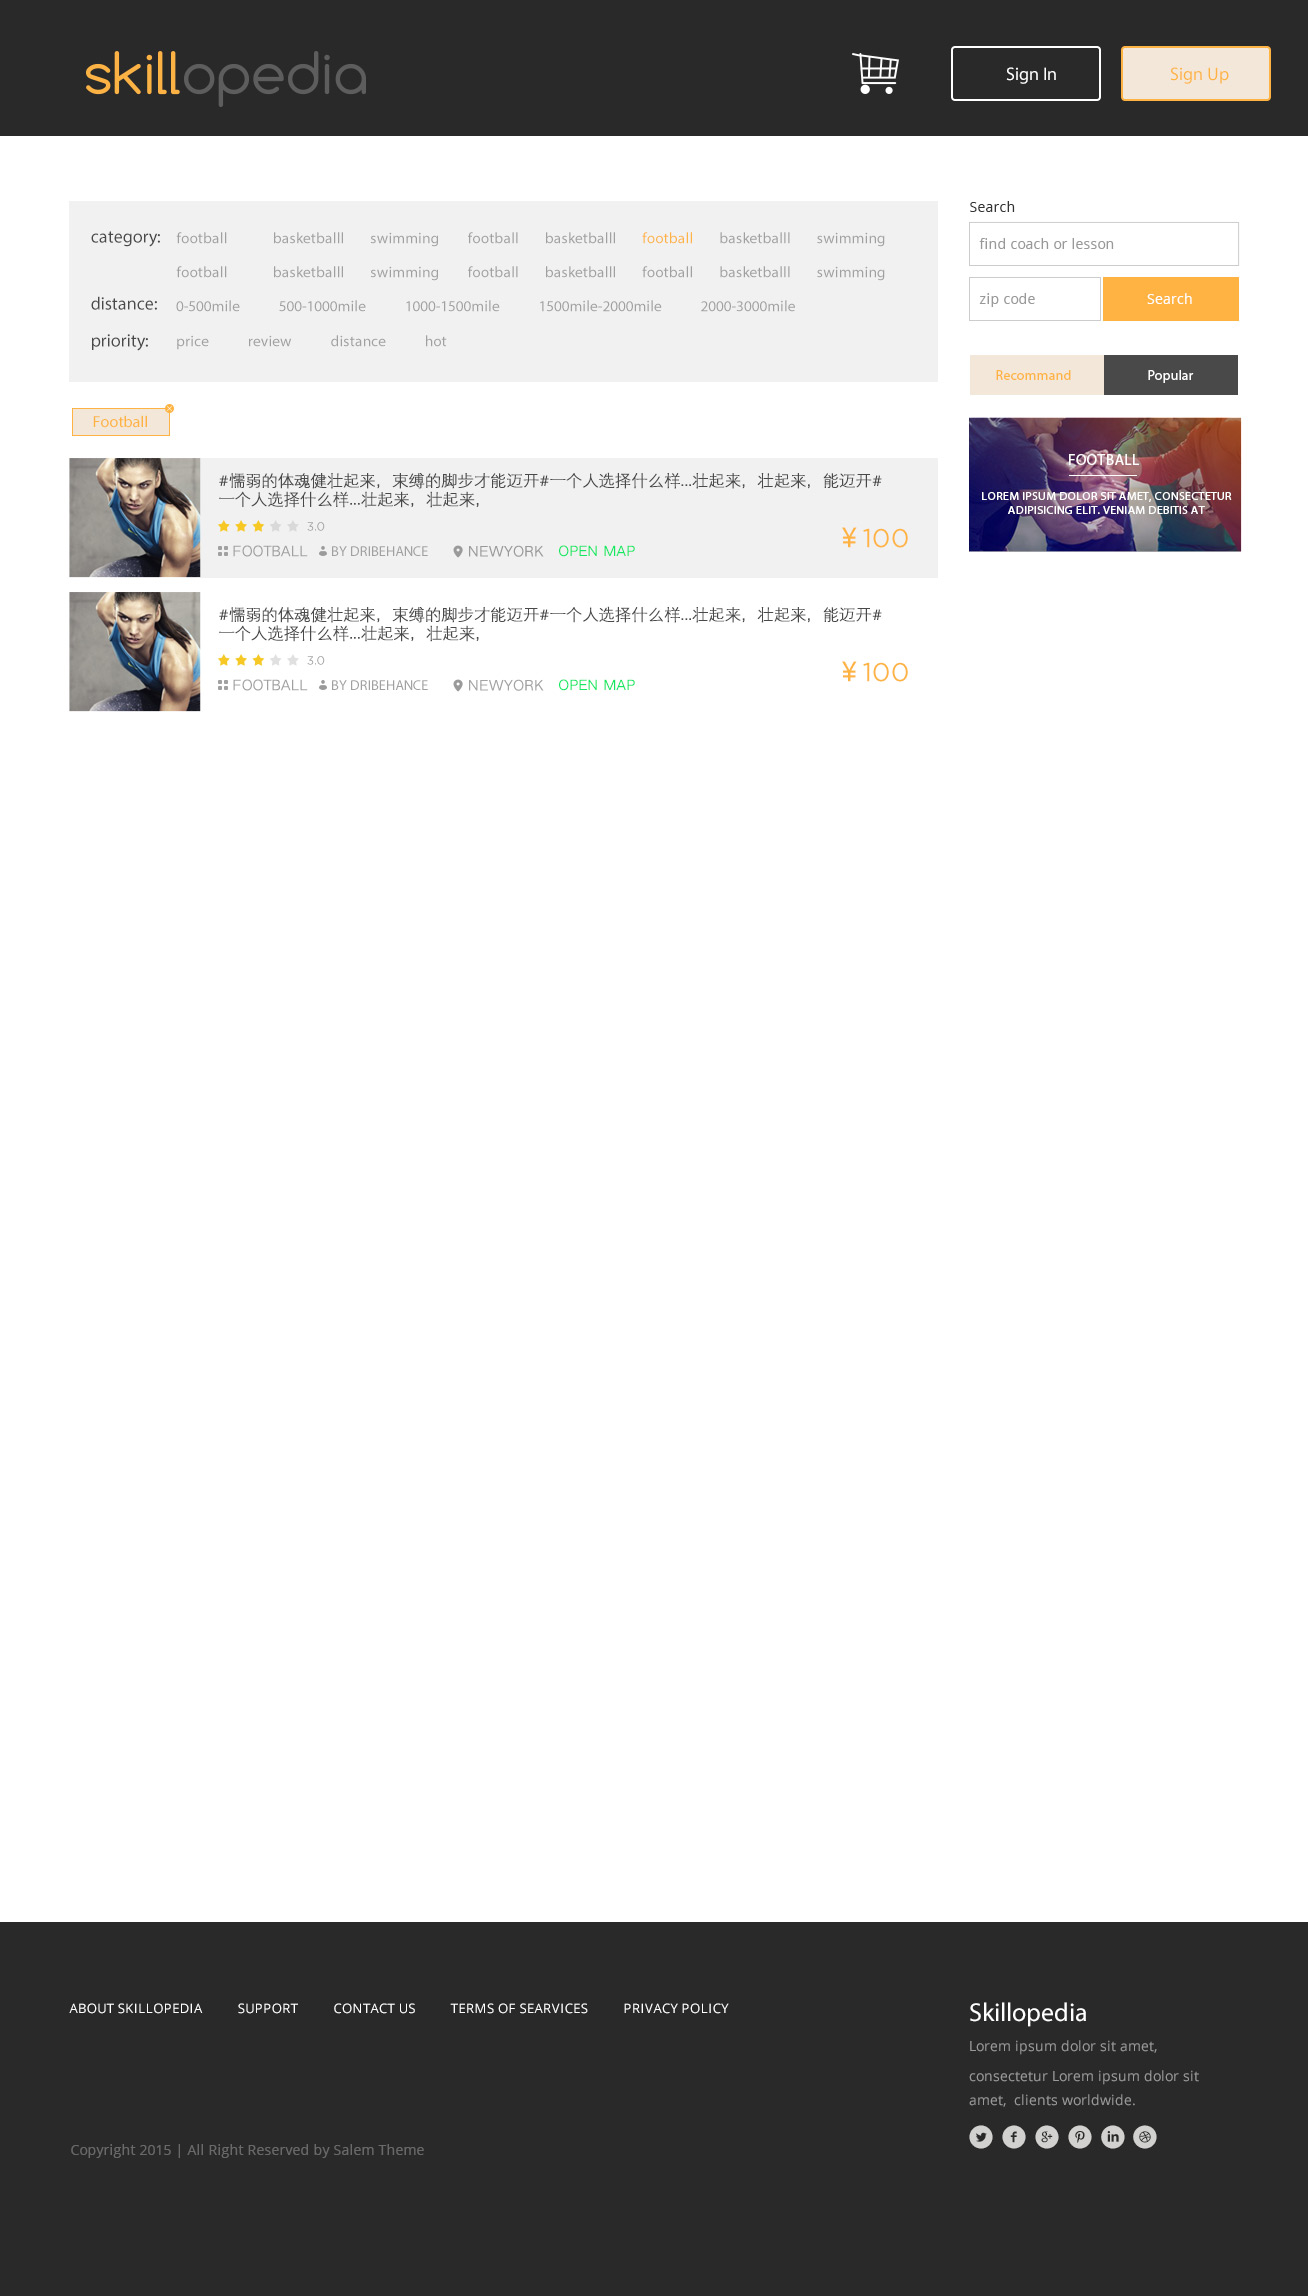 skillopedia
Sign In
Sign Up
category: football basketballl swimming football basketballl football basketballl swimming
football basketballl swimming football basketballl football basketballl swimming
distance: 0-500mile 500-1000mile 1000-1500mile 1500mile-2000mile 2000-3000mile
priority: price review distance hot
Football
#懦弱的体魂健壮起来，束缚的脚步才能迈开#一个人选择什么样...壮起来，壮起来，能迈开#
一个人选择什么样...壮起来，壮起来，
3.0
FOOTBALL BY DRIBEHANCE NEWYORK OPEN MAP
¥ 100
#懦弱的体魂健壮起来，束缚的脚步才能迈开#一个人选择什么样...壮起来，壮起来，能迈开#
一个人选择什么样...壮起来，壮起来，
3.0
FOOTBALL BY DRIBEHANCE NEWYORK OPEN MAP
¥ 100
Search
find coach or lesson
zip code
Search
Recommand
Popular
FOOTBALL
LOREM IPSUM DOLOR SIT AMET, CONSECTETUR
ADIPISICING ELIT. VENIAM DEBITIS AT
ABOUT SKILLOPEDIA SUPPORT CONTACT US TERMS OF SEARVICES PRIVACY POLICY
Copyright 2015 | All Right Reserved by Salem Theme
Skillopedia
Lorem ipsum dolor sit amet,
consectetur Lorem ipsum dolor sit
amet, clients worldwide.